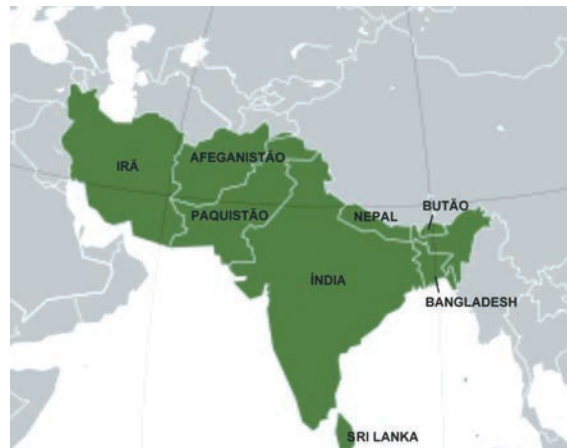 IRÃ
AFEGANISTÃO
PAQUISTÃO
NEPAL
BUTÃO
ÍNDIA
BANGLADESH
SRI LANKA